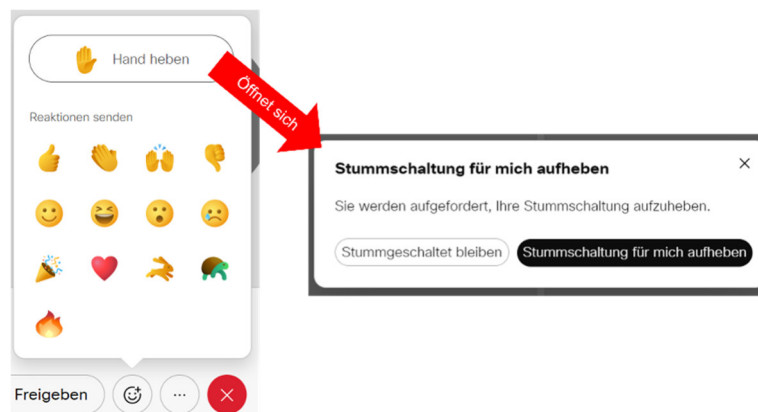 Hand heben
Reaktionen senden
Freigeben
Öffnet sich
Stummschaltung für mich aufheben
Sie werden aufgefordert, Ihre Stummschaltung aufzuheben.
Stummgeschaltet bleiben
Stummschaltung für mich aufheben